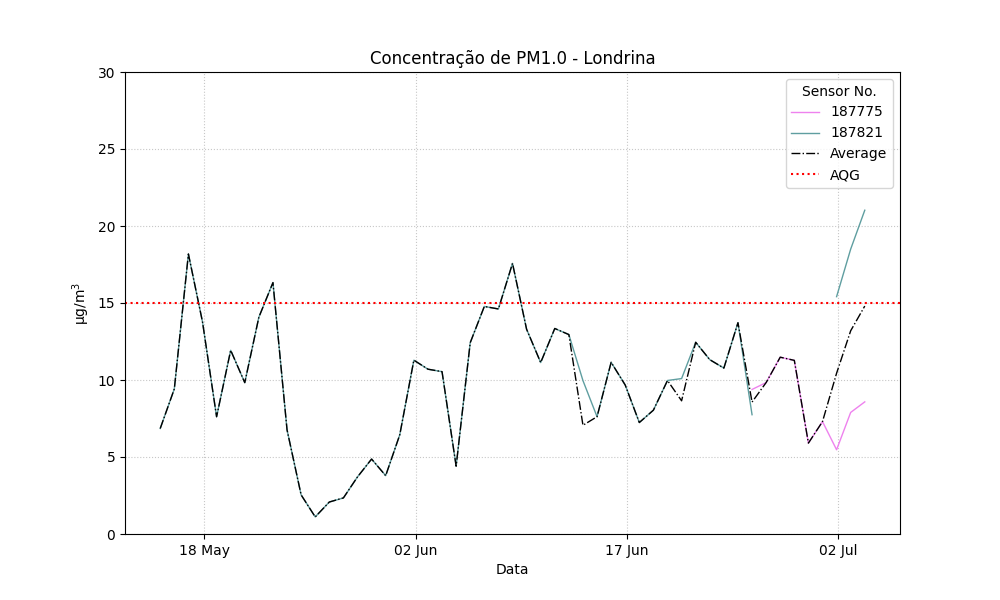 Concentração de PM1.0 - Londrina
30
25
20
15
10
5
0
µg/m³
18 May
02 Jun
17 Jun
02 Jul
Data
Sensor No.
187775
187821
Average
AQG